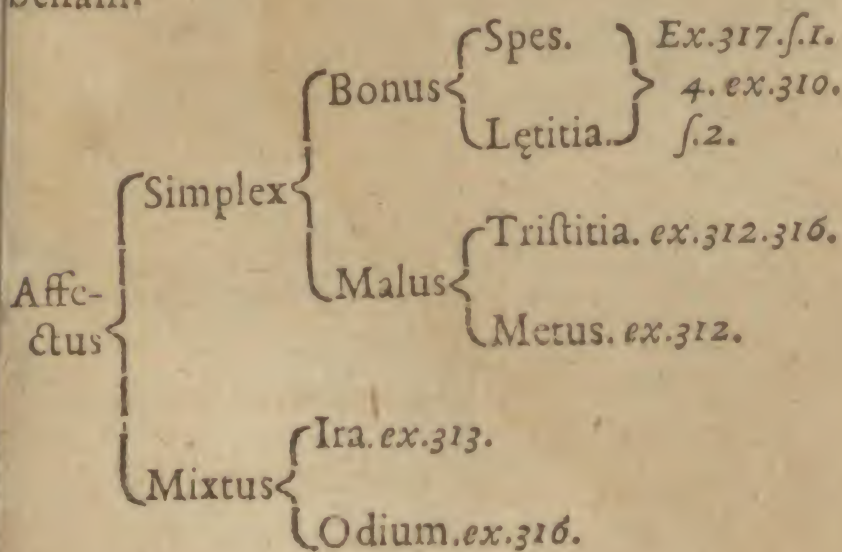 Spes. Ex.317.ſ.1.
Bonus 4. ex.310.
Lętitia. ſ.2.
Simplex
Triſtitia. ex.312.316.
Malus
Metus. ex.312.
Affe-
ctus
Ira. ex.313.
Mixtus
Odium. ex.316.